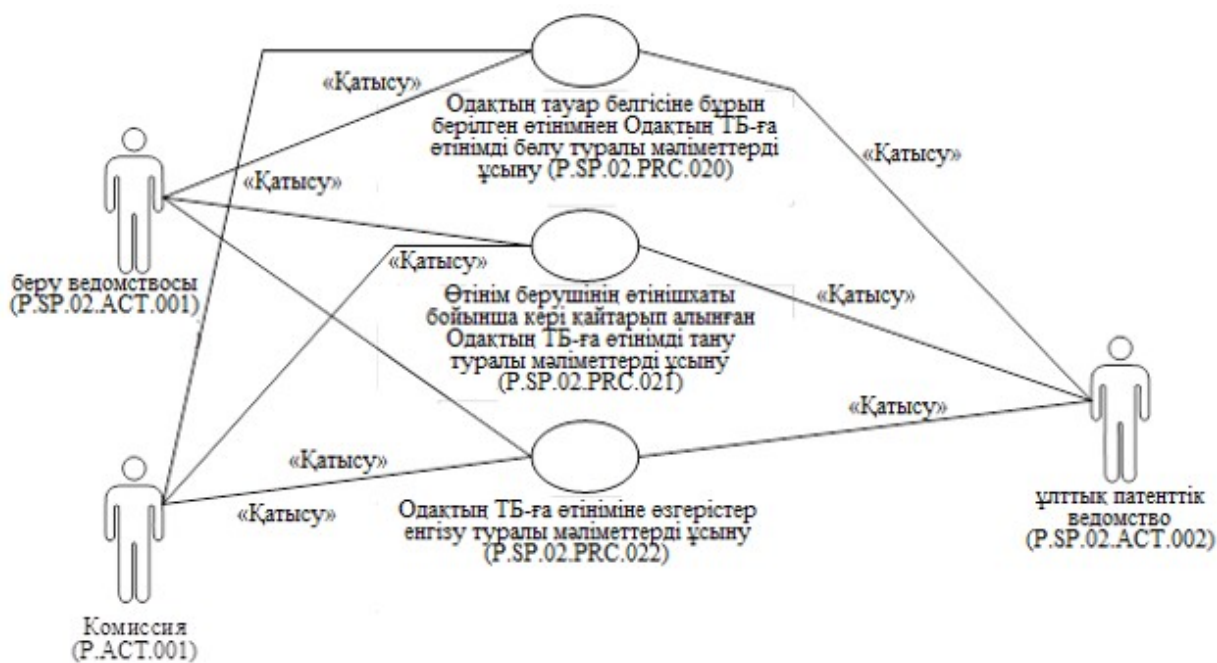 «Қатысу»
Одақтың тауар белгісіне бұрын
берілген өтінімнен Одақтың ТБ-ға
өтінімді бөлу туралы мәліметтерді
ұсыну (P.SP.02.PRC.020)
«Қатысу»
«Қатысу»
беру ведомствосы
(P.SP.02.ACT.001)
«Қатысу»
Өтінім берушінің өтінішхаты
бойынша кері қайтарып алынған
Одақтың ТБ-ға өтінімді тану
туралы мәліметтерді ұсыну
(P.SP.02.PRC.021)
«Қатысу»
«Қатысу»
«Қатысу»
«Қатысу»
Одақтың ТБ-ға өтініміне өзгерістер
енгізу туралы мәліметтерді ұсыну
(P.SP.02.PRC.022)
ұлттық патенттік
ведомство
(P.SP.02.ACT.002)
Комиссия
(P.ACT.001)